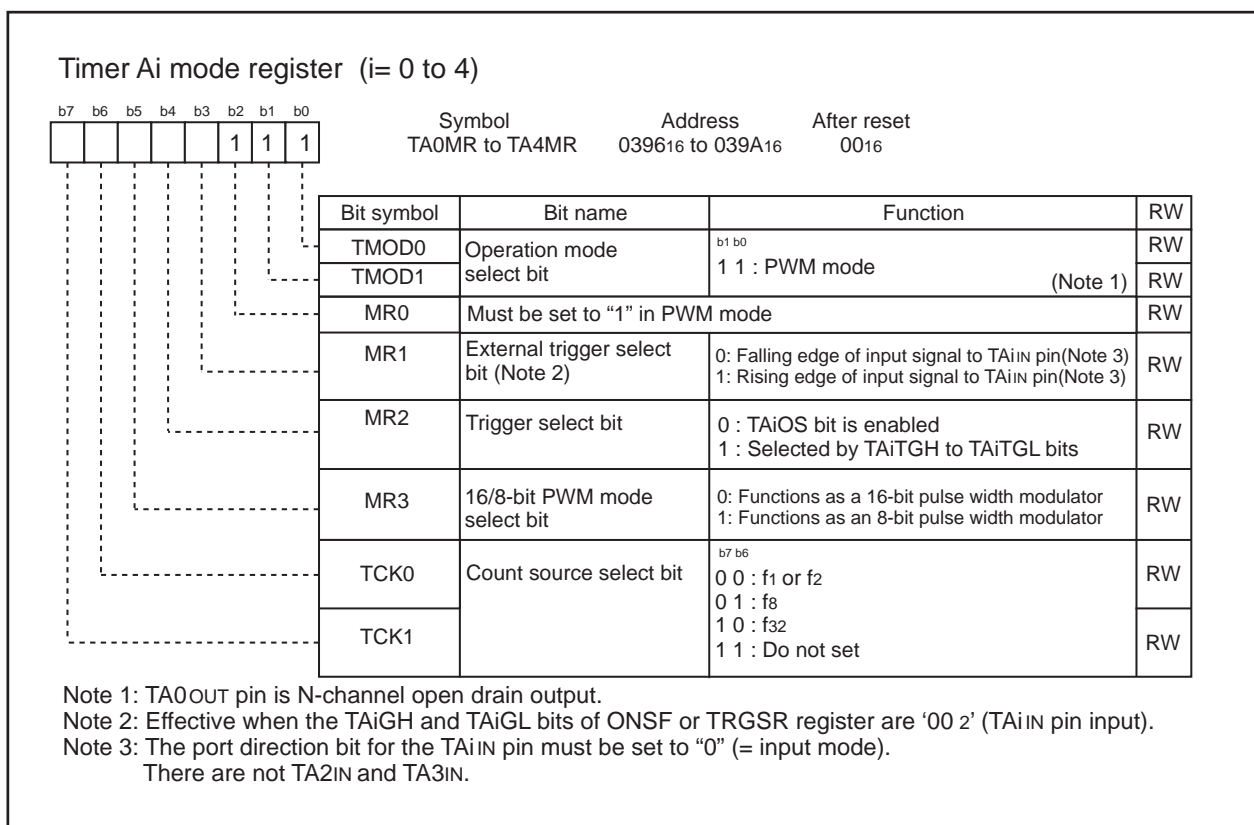 Timer Ai mode register (i= 0 to 4)
b7 b6 b5 b4 b3 b2 b1 b0
1 1 1
Symbol Address After reset
TA0MR to TA4MR 039616 to 039A16 0016
Bit symbol Bit name Function RW
TMOD0 Operation mode select bit b1 b0 RW
TMOD1 1 1 : PWM mode (Note 1) RW
MR0 Must be set to “1” in PWM mode RW
MR1 External trigger select 0: Falling edge of input signal to TAiIN pin(Note 3) RW
bit (Note 2) 1: Rising edge of input signal to TAiIN pin(Note 3)
MR2 Trigger select bit 0 : TAiOS bit is enabled RW
1 : Selected by TAiTGH to TAiTGL bits
MR3 16/8-bit PWM mode 0: Functions as a 16-bit pulse width modulator RW
select bit 1: Functions as an 8-bit pulse width modulator
b7 b6
TCK0 Count source select bit 0 0 : f1 or f2 RW
0 1 : f8
TCK1 1 0 : f32 RW
1 1 : Do not set
Note 1: TA0OUT pin is N-channel open drain output.
Note 2: Effective when the TAiGH and TAiGL bits of ONSF or TRGSR register are ‘00 2’ (TAiIN pin input).
Note 3: The port direction bit for the TAiIN pin must be set to “0” (= input mode).
There are not TA2IN and TA3IN.